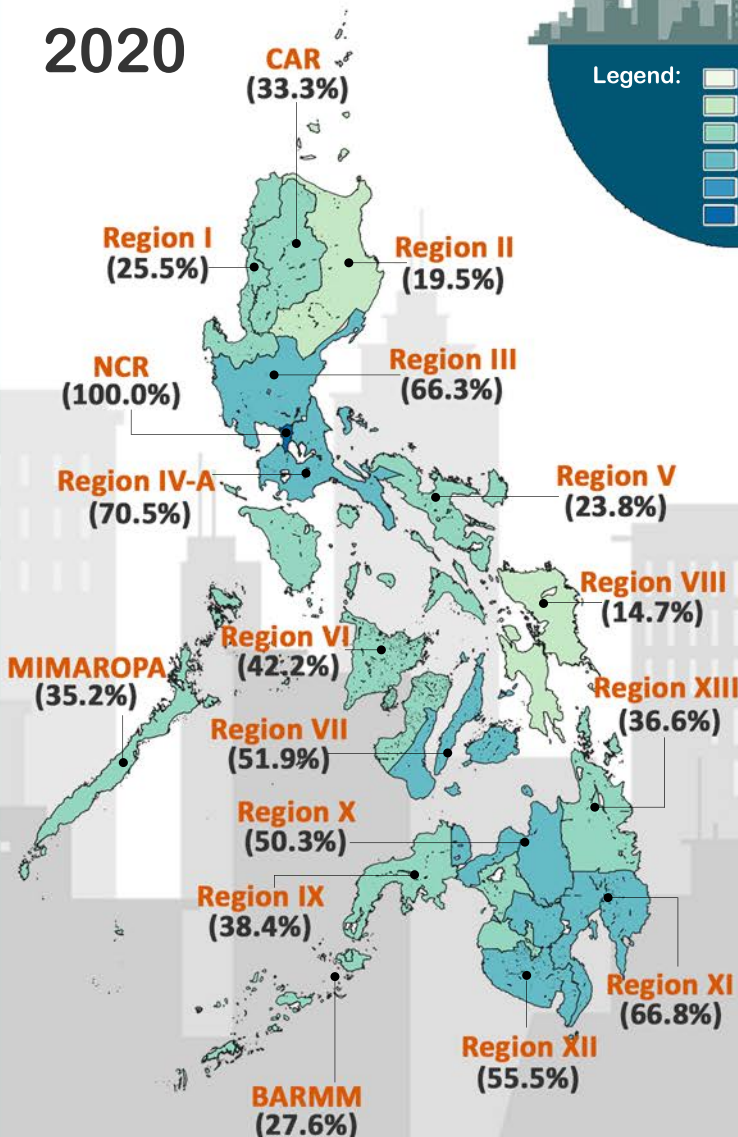 2020
Legend:
CAR
(33.3%)
Region I
(25.5%)
Region II
(19.5%)
NCR
(100.0%)
Region III
(66.3%)
Region IV-A
(70.5%)
Region V
(23.8%)
Region VIII
(14.7%)
Region VI
(42.2%)
MIMAROPA
(35.2%)
Region XIII
(36.6%)
Region VII
(51.9%)
Region X
(50.3%)
Region IX
(38.4%)
Region XI
(66.8%)
Region XII
(55.5%)
BARMM
(27.6%)